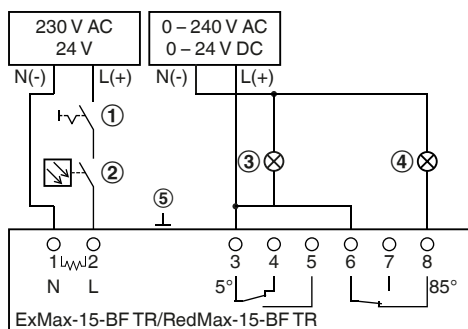 230 V AC 0 – 240 V AC
24 V 0 – 24 V DC
N(-) L(+) N(-) L(+)
①
② ③ ④
⑤
1 2 3 4 5 6 7 8
N L 5° 85°
ExMax-15-BF TR/RedMax-15-BF TR